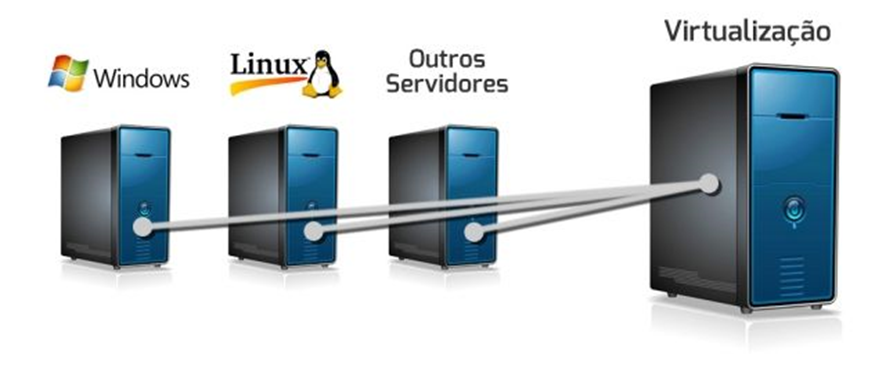 Windows
Linux
Outros
Servidores
Virtualização